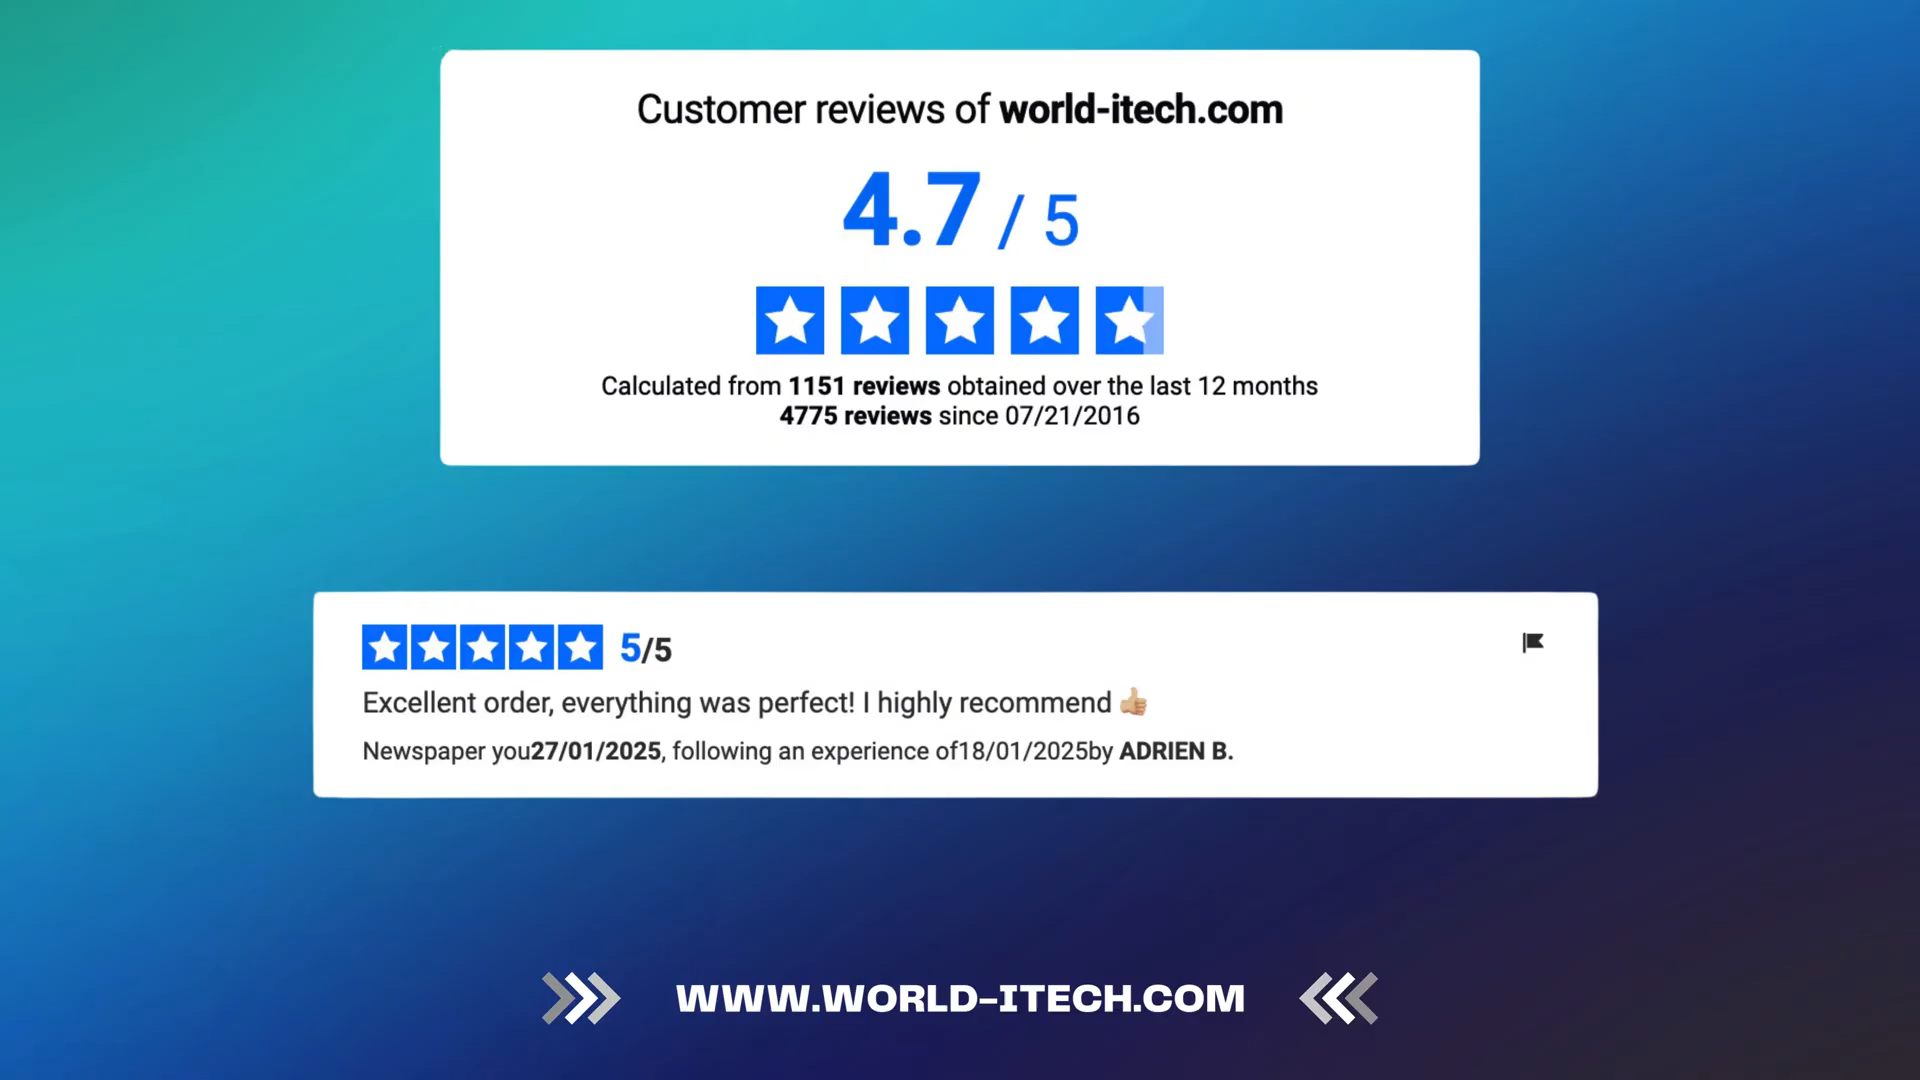 Customer reviews of world-itech.com
4.7 / 5
Calculated from 1151 reviews obtained over the last 12 months
4775 reviews since 07/21/2016
5/5
Excellent order, everything was perfect! I highly recommend 👍🏼
Newspaper you27/01/2025, following an experience of18/01/2025by ADRIEN B.
WWW.WORLD-ITECH.COM